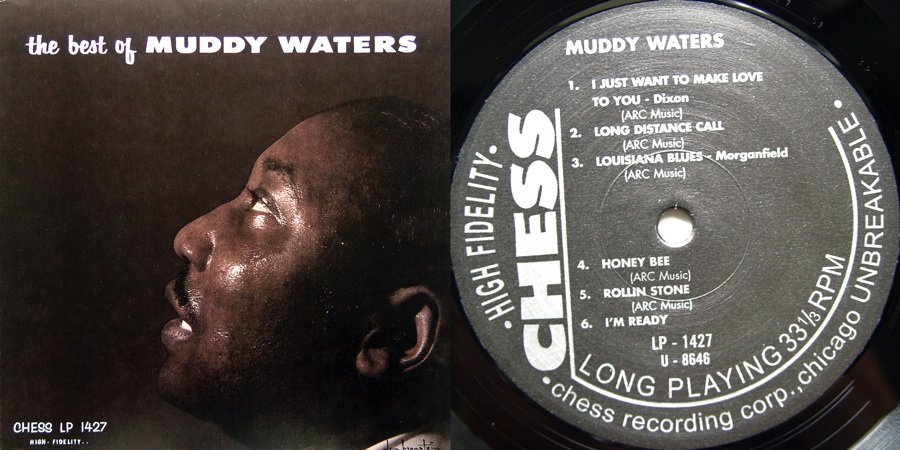 the best of MUDDY WATERS
CHESS LP 1427
HIGH - FIDELITY . .
MUDDY WATERS
1. I JUST WANT TO MAKE LOVE
TO YOU - Dixon
(ARC Music)
2. LONG DISTANCE CALL
(ARC Music)
3. LOUISIANA BLUES - Morganfield
(ARC Music)
4. HONEY BEE
(ARC Music)
5. ROLLIN STONE
(ARC Music)
6. I'M READY
LP - 1427
U - 8646
• HIGH FIDELITY •
CHESS
LONG PLAYING 33 1/3 RPM
• chess recording corp., chicago UNBREAKABLE •